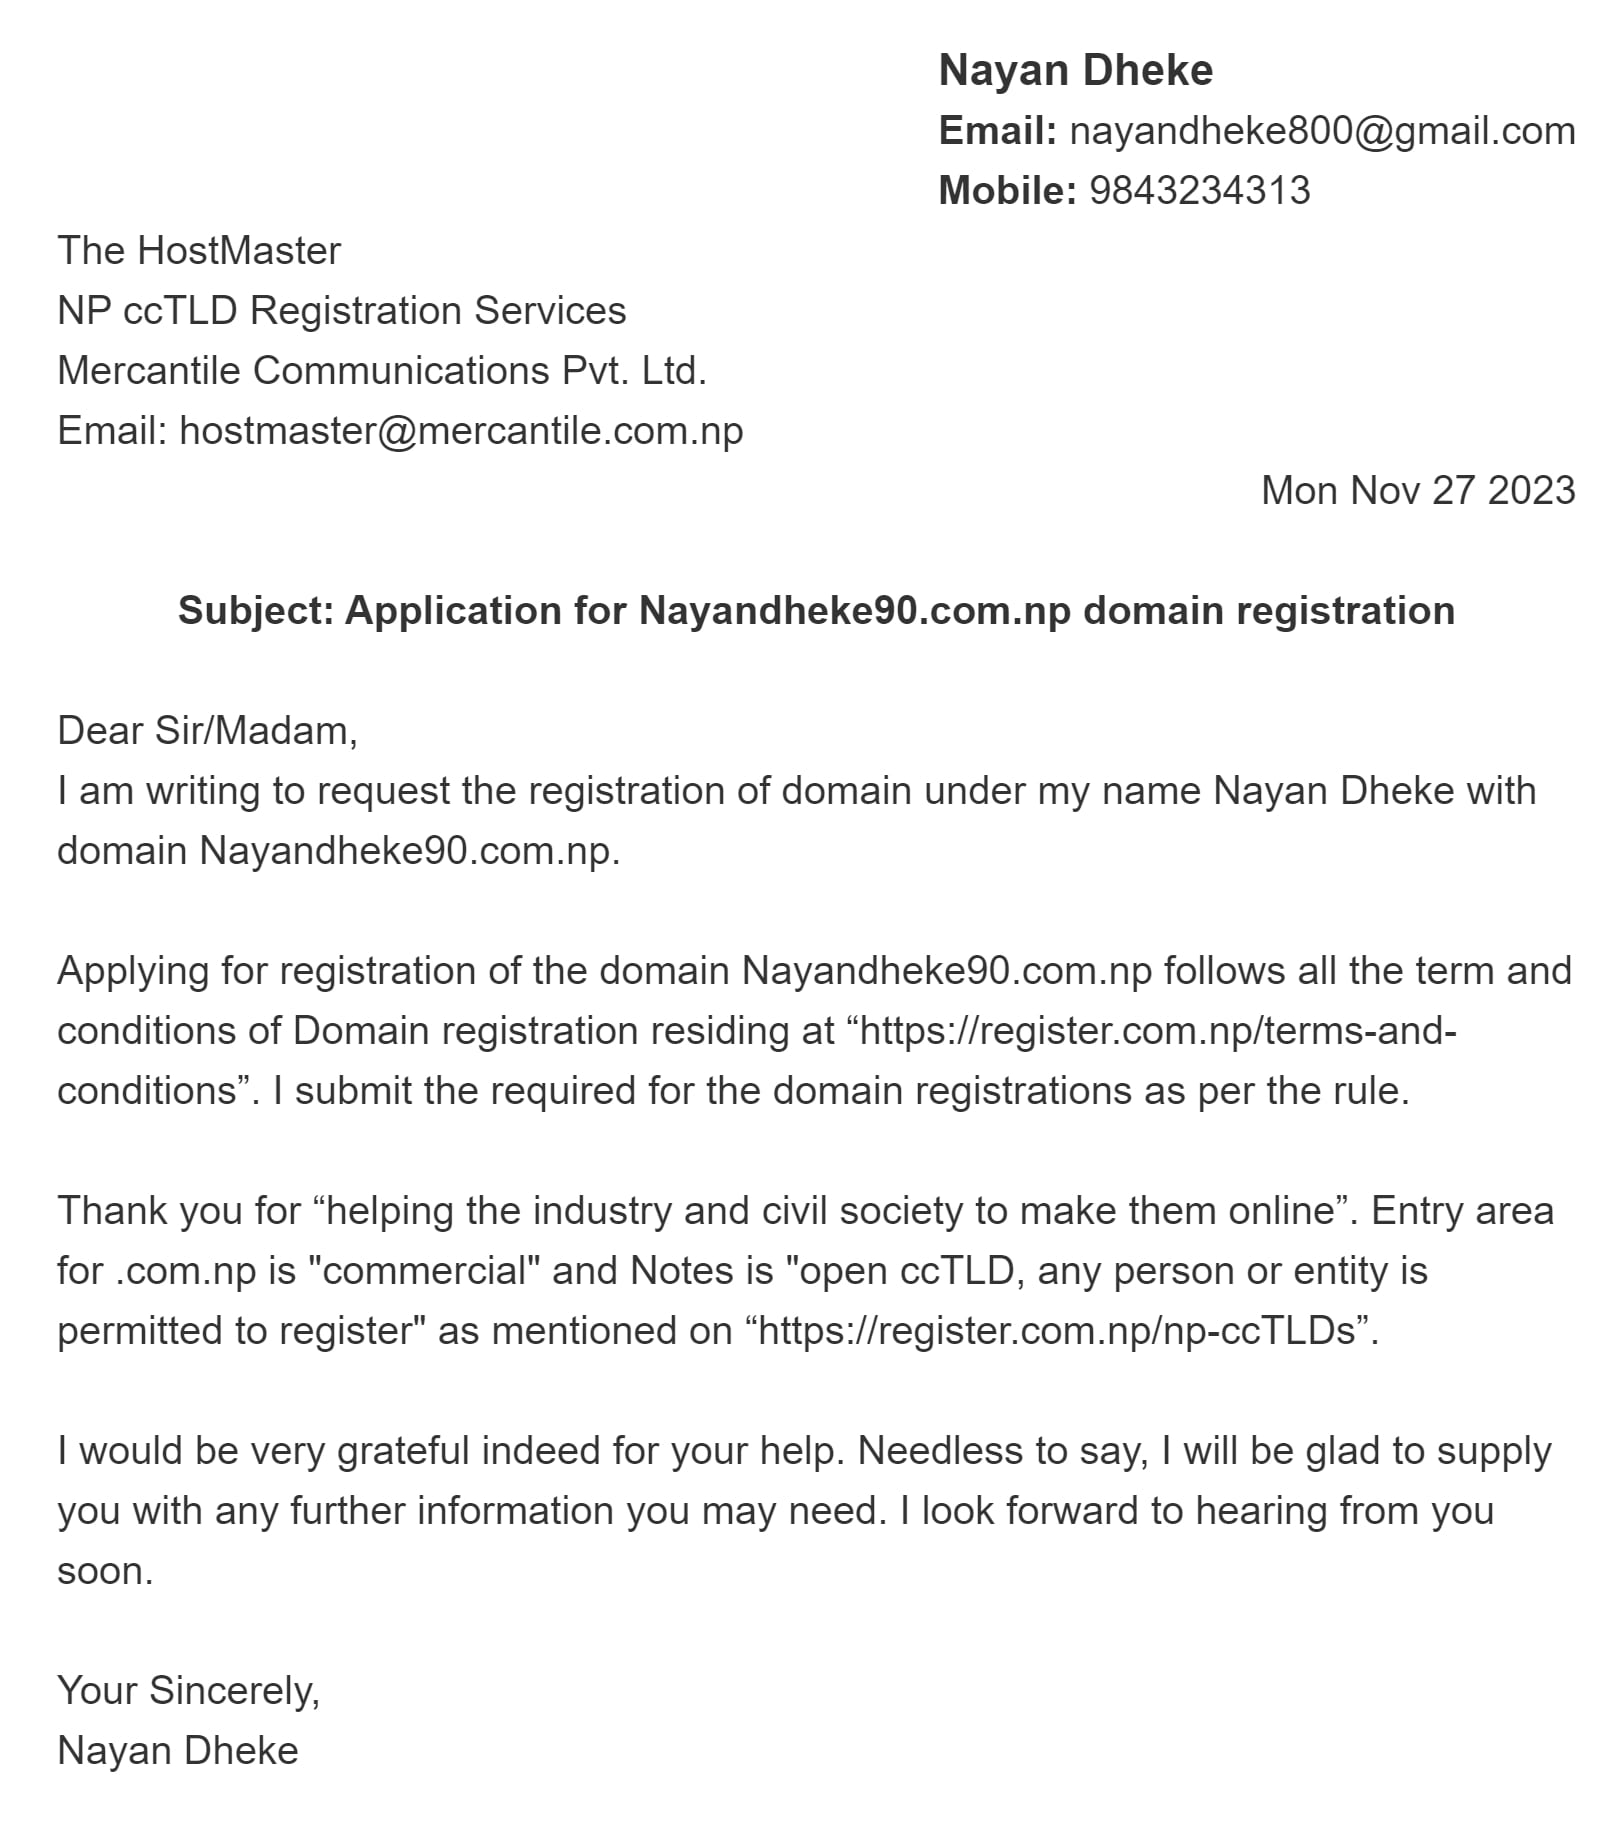 Nayan Dheke
Email: nayandheke800@gmail.com
Mobile: 9843234313
The HostMaster
NP ccTLD Registration Services
Mercantile Communications Pvt. Ltd.
Email: hostmaster@mercantile.com.np
Mon Nov 27 2023
Subject: Application for Nayandheke90.com.np domain registration
Dear Sir/Madam,
I am writing to request the registration of domain under my name Nayan Dheke with
domain Nayandheke90.com.np.
Applying for registration of the domain Nayandheke90.com.np follows all the term and
conditions of Domain registration residing at “https://register.com.np/terms-and-
conditions”. I submit the required for the domain registrations as per the rule.
Thank you for “helping the industry and civil society to make them online”. Entry area
for .com.np is "commercial" and Notes is "open ccTLD, any person or entity is
permitted to register" as mentioned on “https://register.com.np/np-ccTLDs”.
I would be very grateful indeed for your help. Needless to say, I will be glad to supply
you with any further information you may need. I look forward to hearing from you
soon.
Your Sincerely,
Nayan Dheke